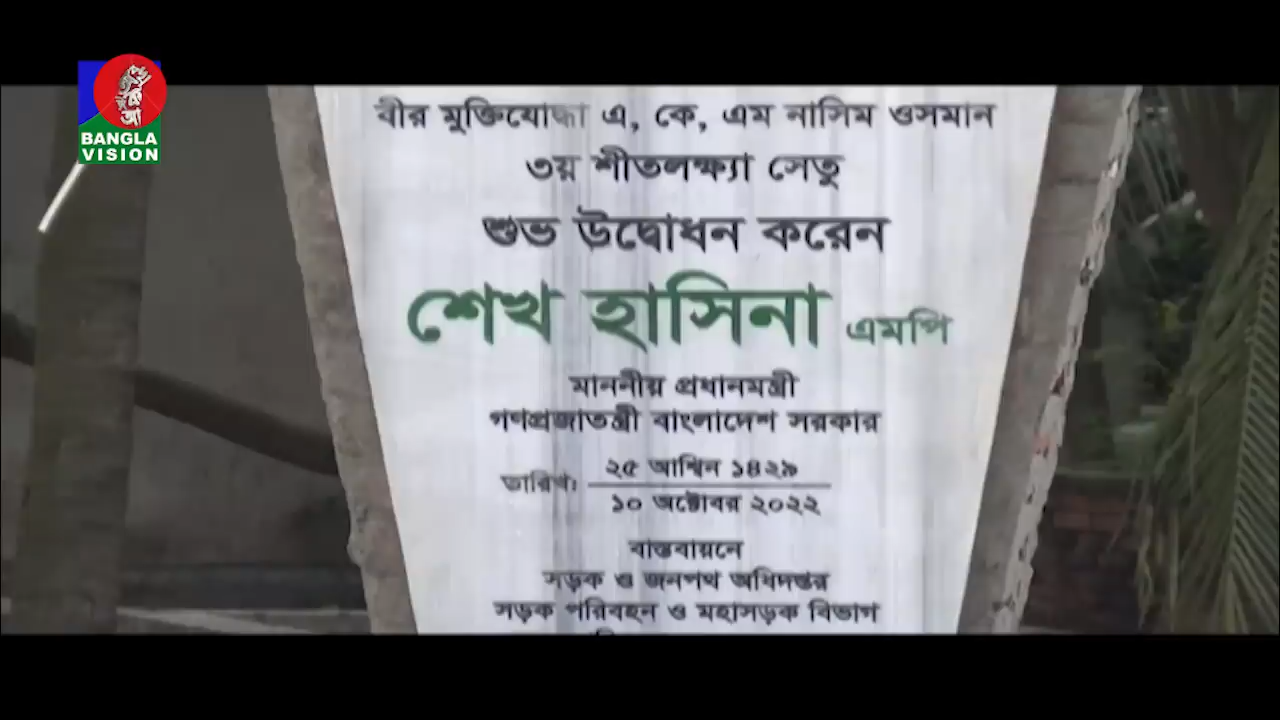 BANGLA
VISION
বীর মুক্তিযোদ্ধা এ, কে, এম নাসিম ওসমান
৩য় শীতলক্ষ্যা সেতু
শুভ উদ্বোধন করেন
শেখ হাসিনা এমপি
মাননীয় প্রধানমন্ত্রী
গণপ্রজাতন্ত্রী বাংলাদেশ সরকার
তারিখ: ২৫ আশ্বিন ১৪২৯
১০ অক্টোবর ২০২২
বাস্তবায়নে
সড়ক ও জনপথ অধিদপ্তর
সড়ক পরিবহন ও মহাসড়ক বিভাগ